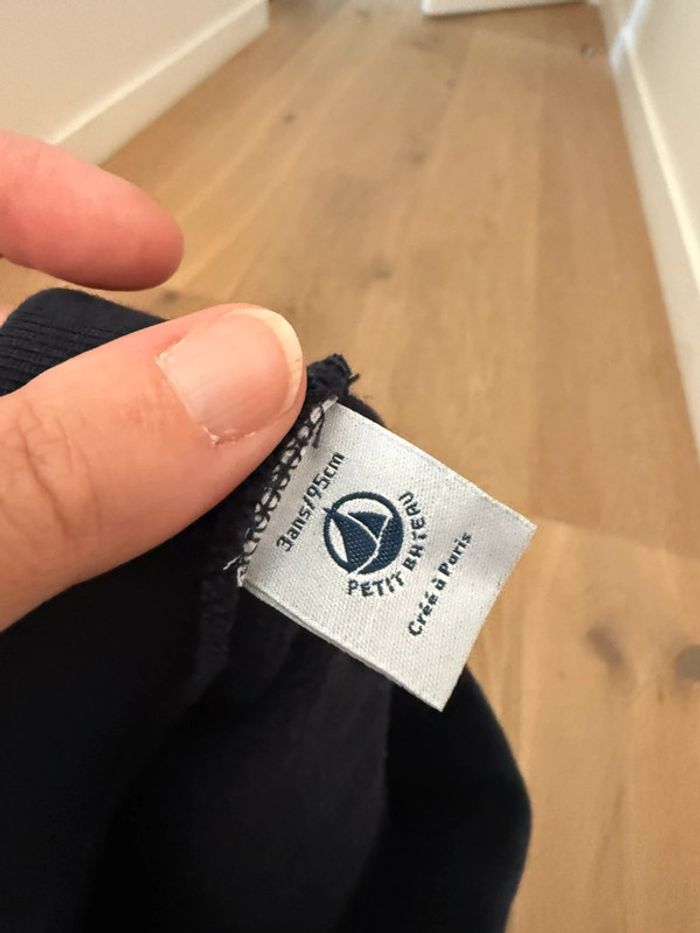 3ans/95cm
PETIT BATEAU
Créé à Paris